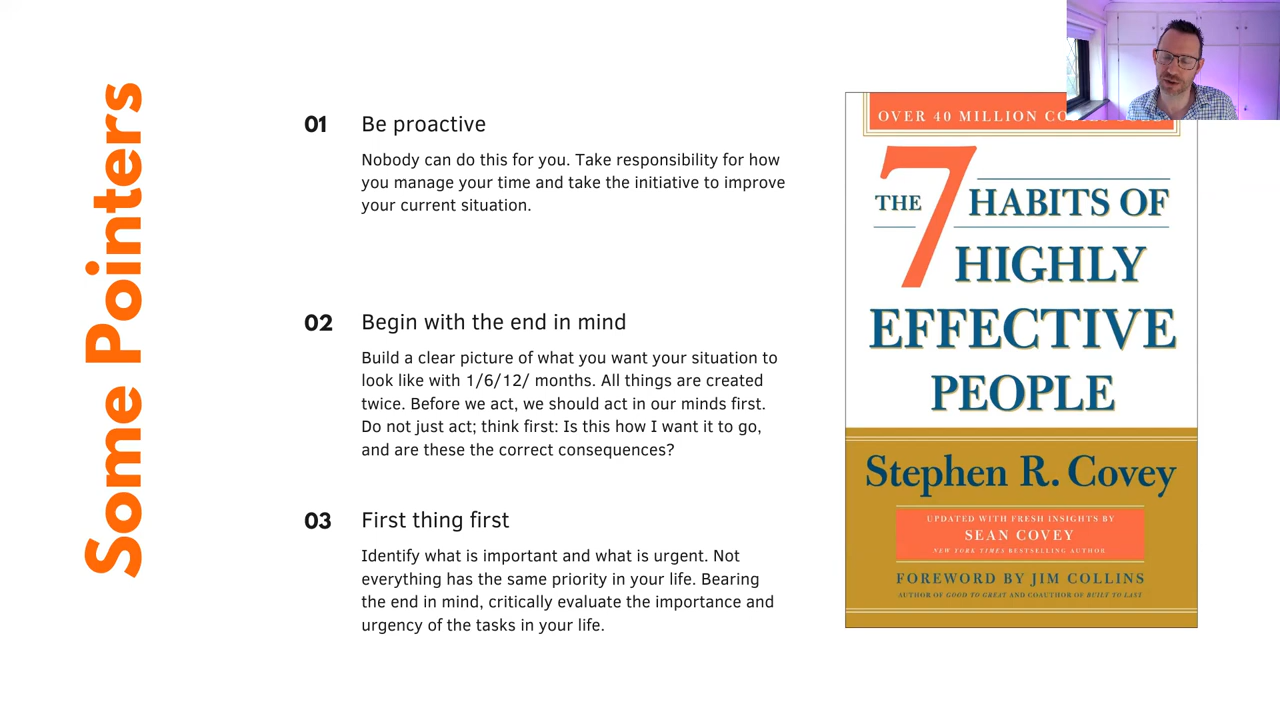 Some Pointers
01 Be proactive
Nobody can do this for you. Take responsibility for how
you manage your time and take the initiative to improve
your current situation.
02 Begin with the end in mind
Build a clear picture of what you want your situation to
look like with 1/6/12/ months. All things are created
twice. Before we act, we should act in our minds first.
Do not just act; think first: Is this how I want it to go,
and are these the correct consequences?
03 First thing first
Identify what is important and what is urgent. Not
everything has the same priority in your life. Bearing
the end in mind, critically evaluate the importance and
urgency of the tasks in your life.
OVER 40 MILLION
THE 7 HABITS OF
HIGHLY
EFFECTIVE
PEOPLE
Stephen R. Covey
UPDATED WITH FRESH INSIGHTS BY
SEAN COVEY
NEW YORK TIMES BESTSELLING AUTHOR
FOREWORD BY JIM COLLINS
AUTHOR OF GOOD TO GREAT AND COAUTHOR OF BUILT TO LAST